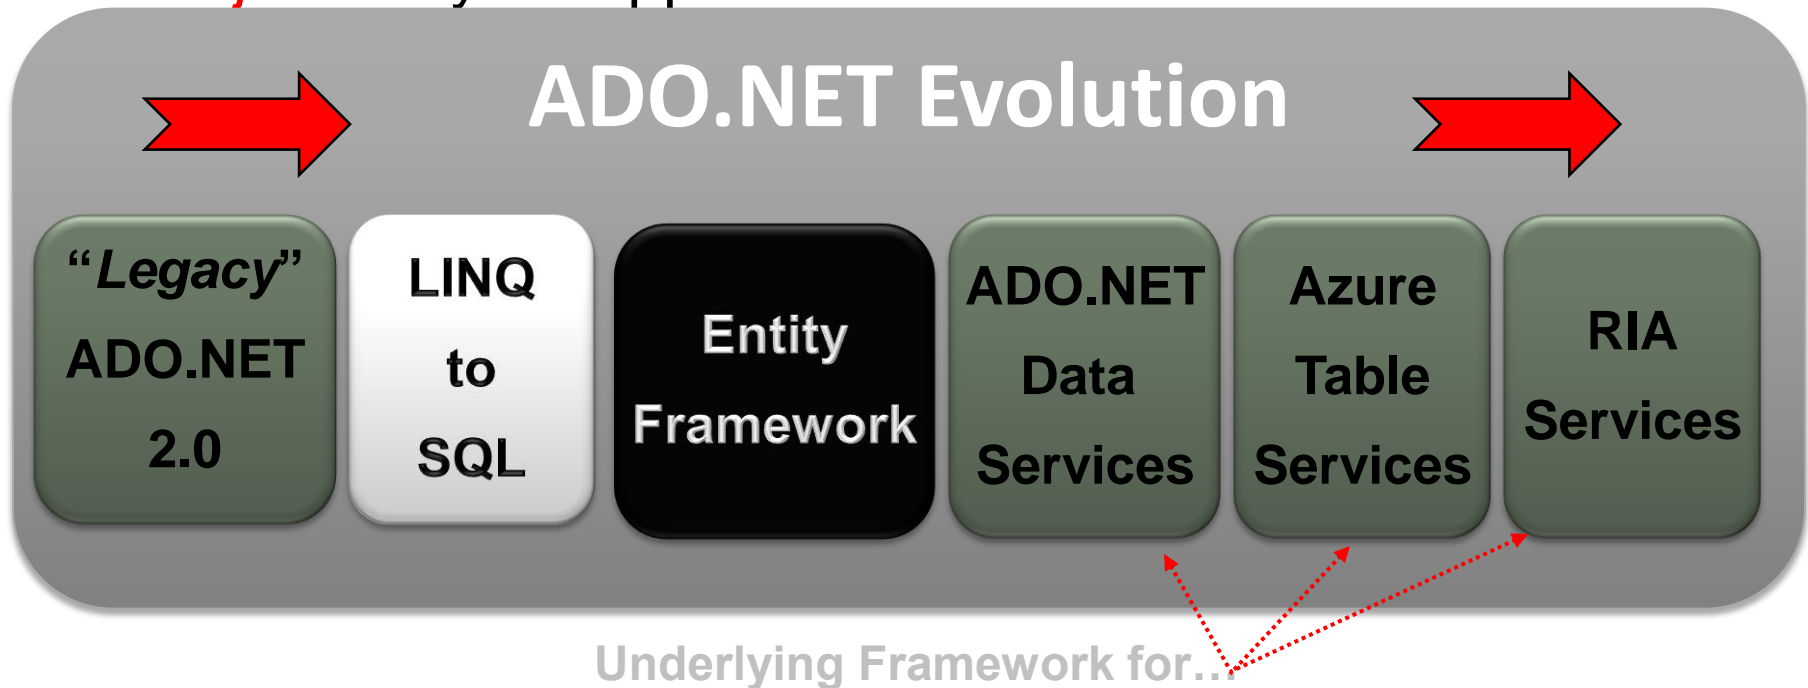 ADO.NET Evolution
“Legacy”
ADO.NET
2.0
LINQ
to
SQL
Entity
Framework
ADO.NET
Data
Services
Azure
Table
Services
RIA
Services
Underlying Framework for…